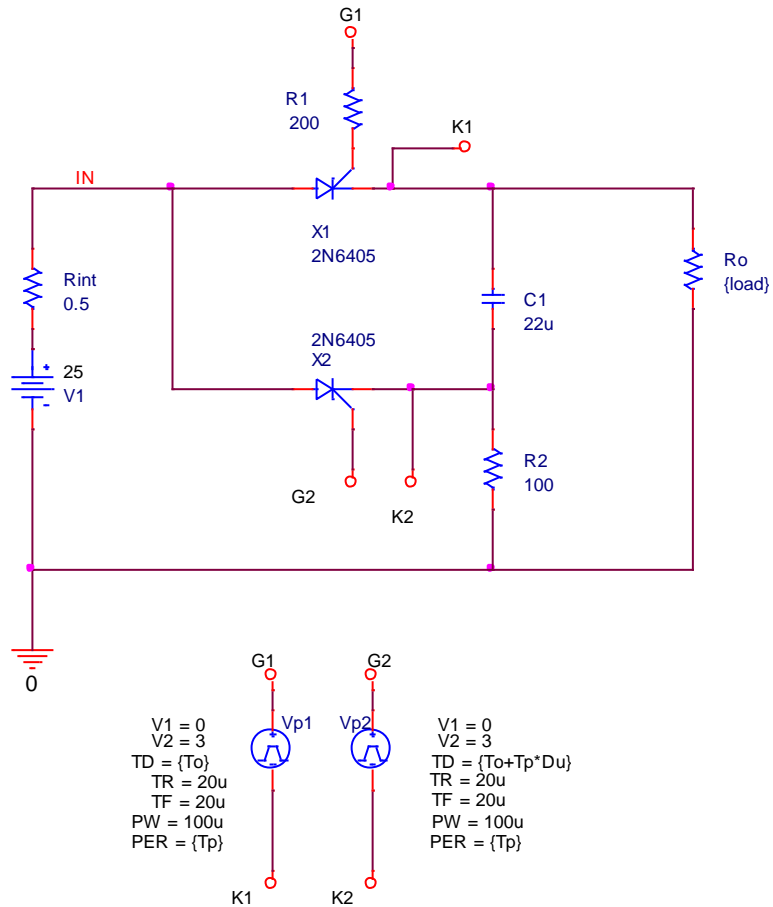 G1
R1
200
K1
IN
X1
2N6405
Rint
0.5
Ro
{load}
C1
22u
2N6405
X2
25
V1
+
-
R2
100
G2
K2
0
G1
G2
V1 = 0
V2 = 3
TD = {To}
TR = 20u
TF = 20u
PW = 100u
PER = {Tp}
Vp1
+
-
Vp2
+
-
V1 = 0
V2 = 3
TD = {To+Tp*Du}
TR = 20u
TF = 20u
PW = 100u
PER = {Tp}
K1
K2